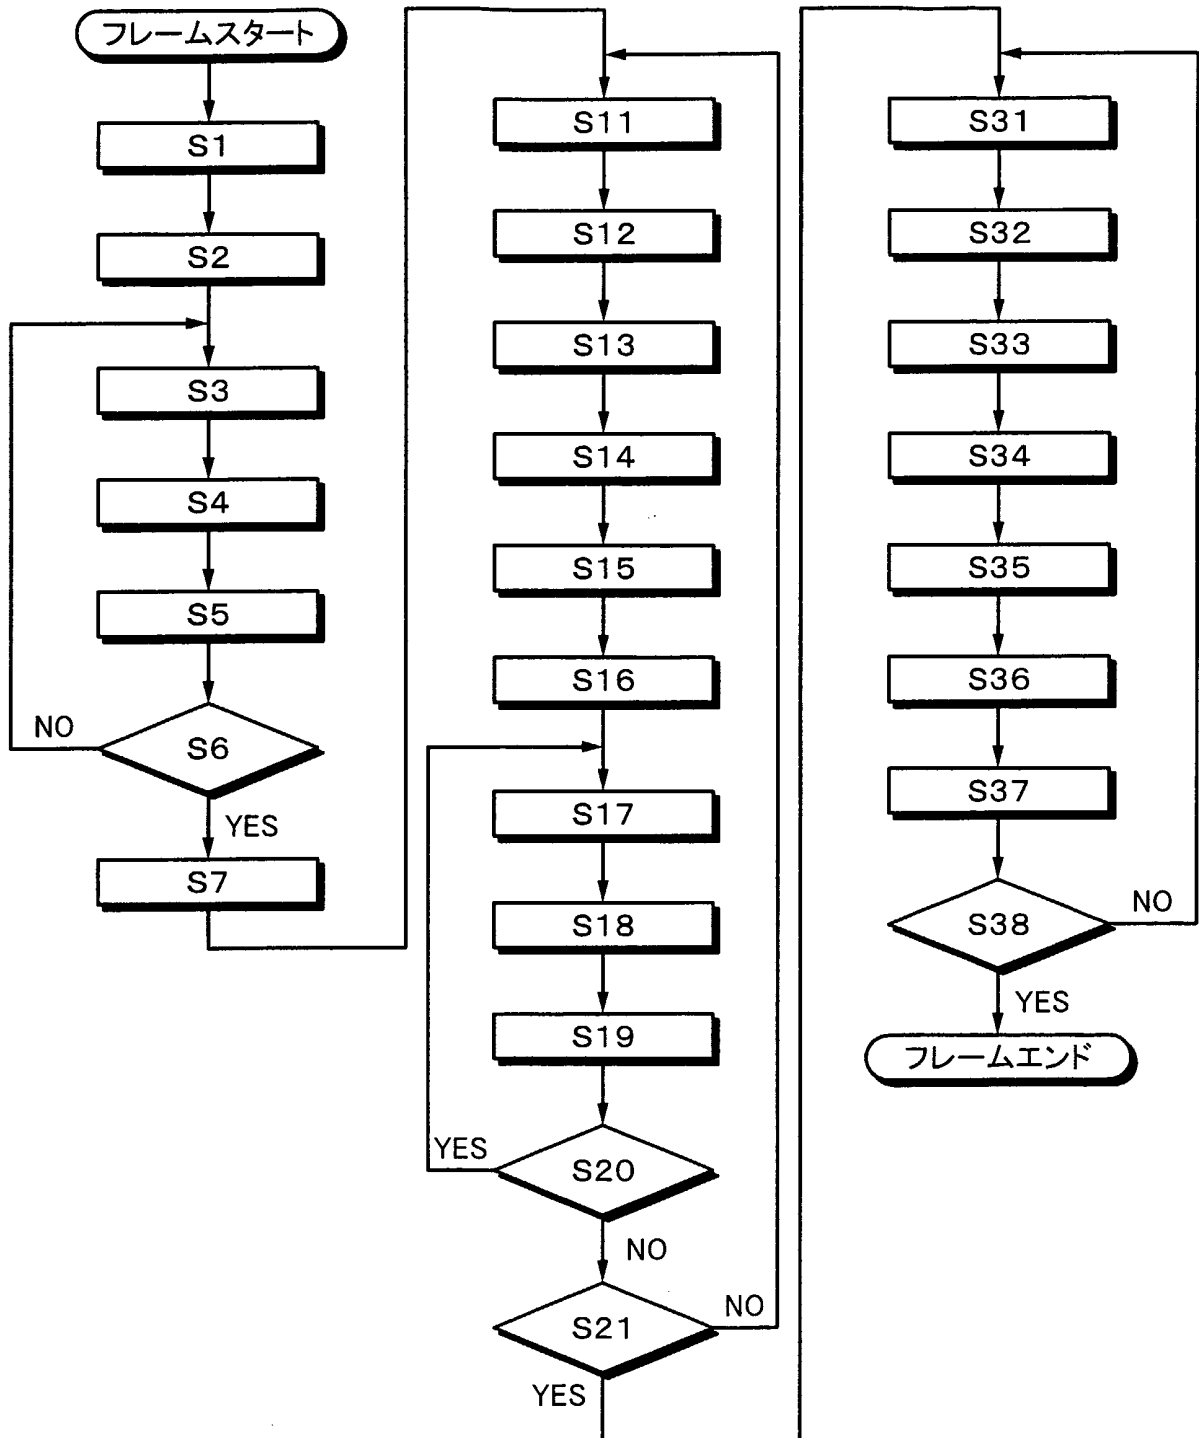 フレームスタート
S1
S2
S3
S4
S5
NO
S6
YES
S7
S11
S12
S13
S14
S15
S16
S17
S18
S19
YES
S20
NO
S21
NO
YES
S31
S32
S33
S34
S35
S36
S37
S38
NO
YES
フレームエンド